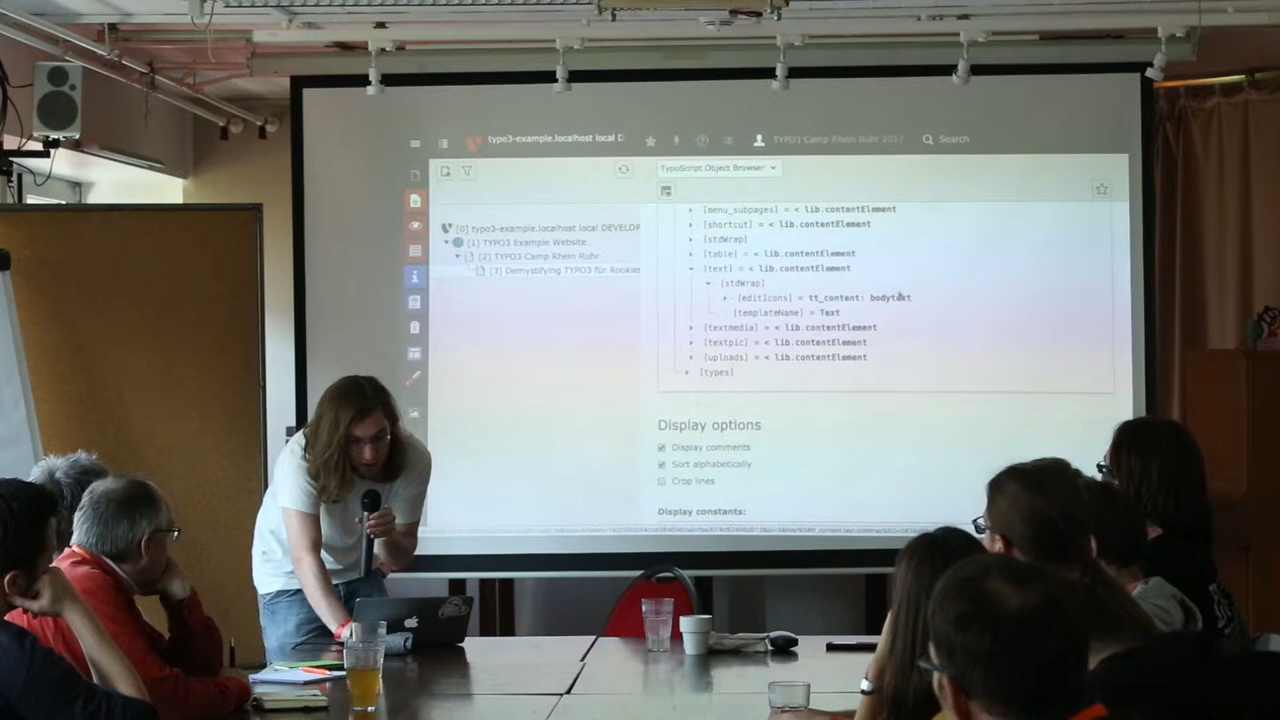 typo3-example.localhost local D
TYPO3 Camp Rhein Ruhr 2017
Search
TypoScript Object Browser
[0] typo3-example.localhost local DEVELOP
[1] TYPO3 Example Website
[2] TYPO3 Camp Rhein Ruhr
[3] Demystifying TYPO3 für Rookies
[menu_subpages] = < lib.contentElement
[shortcut] = < lib.contentElement
[stdWrap]
[table] = < lib.contentElement
[text] = < lib.contentElement
[stdWrap]
[editIcons] = tt_content: bodytext
[templateName] = Text
[textmedia] = < lib.contentElement
[textpic] = < lib.contentElement
[uploads] = < lib.contentElement
[types]
Display options
Display comments
Sort alphabetically
Crop lines
Display constants: